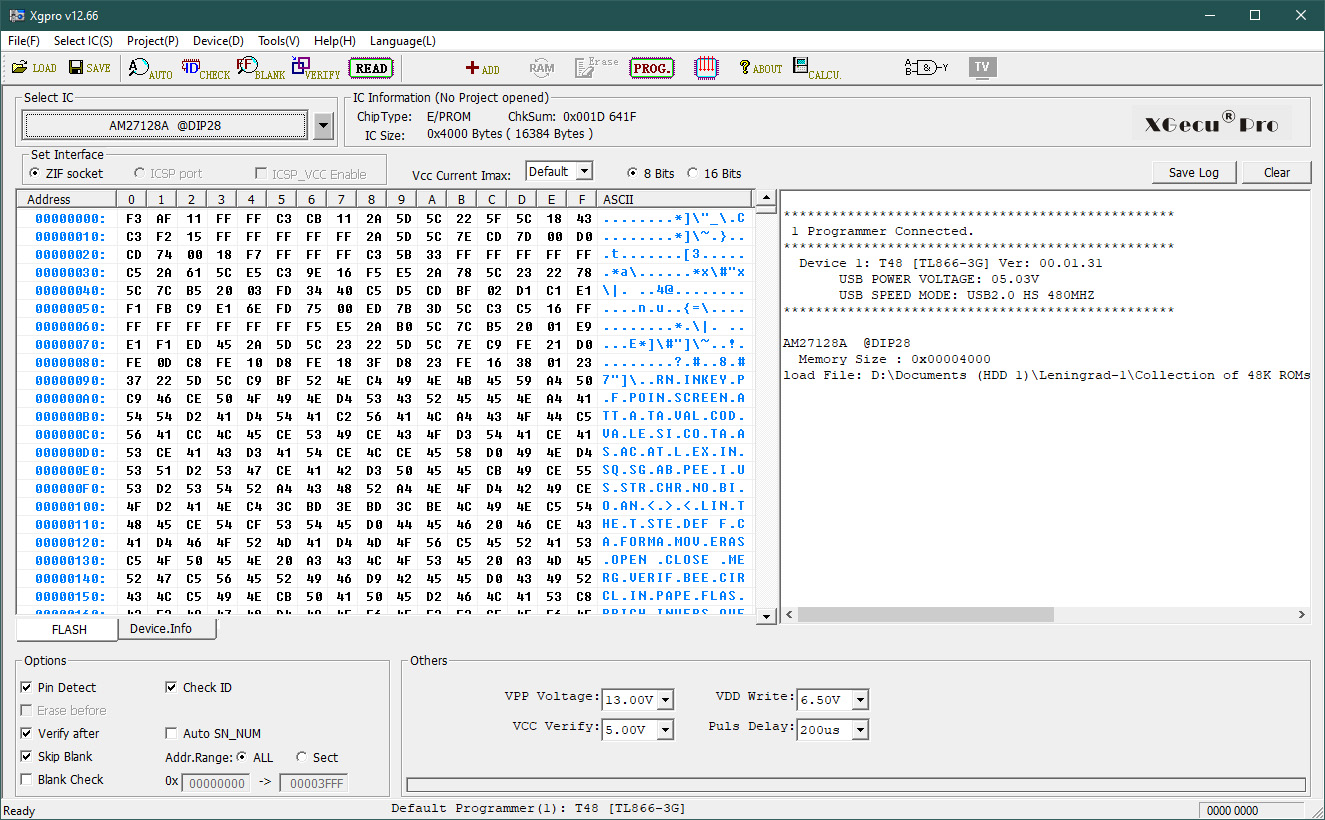 Xgpro v12.66
File(F) Select IC(S) Project(P) Device(D) Tools(V) Help(H) Language(L)
LOAD SAVE AUTO CHECK BLANK VERIFY READ ADD RAM Erase PROG. ABOUT CALCU. TV
Select IC
AM27128A @DIP28
IC Information (No Project opened)
ChipType: E/PROM ChkSum: 0x001D 641F
IC Size: 0x4000 Bytes ( 16384 Bytes )
XGecu® Pro
Set Interface
ZIF socket ICSP port ICSP_VCC Enable
Vcc Current Imax: Default 8 Bits 16 Bits
Save Log Clear
Address 0 1 2 3 4 5 6 7 8 9 A B C D E F ASCII
00000000: F3 AF 11 FF FF C3 CB 11 2A 5D 5C 22 5F 5C 18 43 ........*]\"_\.C
00000010: C3 F2 15 FF FF FF FF FF 2A 5D 5C 7E CD 7D 00 D0 ........*]\~.}..
00000020: CD 74 00 18 F7 FF FF FF C3 5B 33 FF FF FF FF FF .t.......[3.....
00000030: C5 2A 61 5C E5 C3 9E 16 F5 E5 2A 78 5C 23 22 78 .*a\......*x\#"x
00000040: 5C 7C B5 20 03 FD 34 40 C5 D5 CD BF 02 D1 C1 E1 \|. ..4@........
00000050: F1 FB C9 E1 6E FD 75 00 ED 7B 3D 5C C3 C5 16 FF ....n.u..{=\....
00000060: FF FF FF FF FF FF F5 E5 2A B0 5C 7C B5 20 01 E9 ........*.\|. ..
00000070: E1 F1 ED 45 2A 5D 5C 23 22 5D 5C 7E C9 FE 21 D0 ...E*]\#"]\~..!.
00000080: FE 0D C8 FE 10 D8 FE 18 3F D8 23 FE 16 38 01 23 ........?.#..8.#
00000090: 37 22 5D 5C C9 BF 52 4E C4 49 4E 4B 45 59 A4 50 7"]\..RN.INKEY.P
000000A0: C9 46 CE 50 4F 49 4E D4 53 43 52 45 45 4E A4 41 .F.POIN.SCREEN.A
000000B0: 54 54 D2 41 D4 54 41 C2 56 41 4C A4 43 4F 44 C5 TT.A.TA.VAL.COD.
000000C0: 56 41 CC 4C 45 CE 53 49 CE 43 4F D3 54 41 CE 41 VA.LE.SI.CO.TA.A
000000D0: 53 CE 41 43 D3 41 54 CE 4C CE 45 58 D0 49 4E D4 S.AC.AT.L.EX.IN.
000000E0: 53 51 D2 53 47 CE 41 42 D3 50 45 45 CB 49 CE 55 SQ.SG.AB.PEE.I.U
000000F0: 53 D2 53 54 52 A4 43 48 52 A4 4E 4F D4 42 49 CE S.STR.CHR.NO.BI.
00000100: 4F D2 41 4E C4 3C BD 3E BD 3C BE 4C 49 4E C5 54 O.AN.<.>.<.LIN.T
00000110: 48 45 CE 54 CF 53 54 45 D0 44 45 46 20 46 CE 43 HE.T.STE.DEF F.C
00000120: 41 D4 46 4F 52 4D 41 D4 4D 4F 56 C5 45 52 41 53 A.FORMA.MOV.ERAS
00000130: C5 4F 50 45 4E 20 A3 43 4C 4F 53 45 20 A3 4D 45 .OPEN .CLOSE .ME
00000140: 52 47 C5 56 45 52 49 46 D9 42 45 45 D0 43 49 52 RG.VERIF.BEE.CIR
00000150: 43 4C C5 49 4E CB 50 41 50 45 D2 46 4C 41 53 C8 CL.IN.PAPE.FLAS.
***********************************************
1 Programmer Connected.
***********************************************
Device 1: T48 [TL866-3G] Ver: 00.01.31
USB POWER VOLTAGE: 05.03V
USB SPEED MODE: USB2.0 HS 480MHZ
***********************************************
AM27128A @DIP28
Memory Size : 0x00004000
load File: D:\Documents (HDD 1)\Leningrad-1\Collection of 48K ROMs
FLASH Device.Info
Options
Pin Detect Check ID
Erase before
Verify after Auto SN_NUM
Skip Blank Addr.Range: ALL Sect
Blank Check 0x 00000000 -> 00003FFF
Others
VPP Voltage: 13.00V VDD Write: 6.50V
VCC Verify: 5.00V Puls Delay: 200us
Ready Default Programmer(1): T48 [TL866-3G] 0000 0000